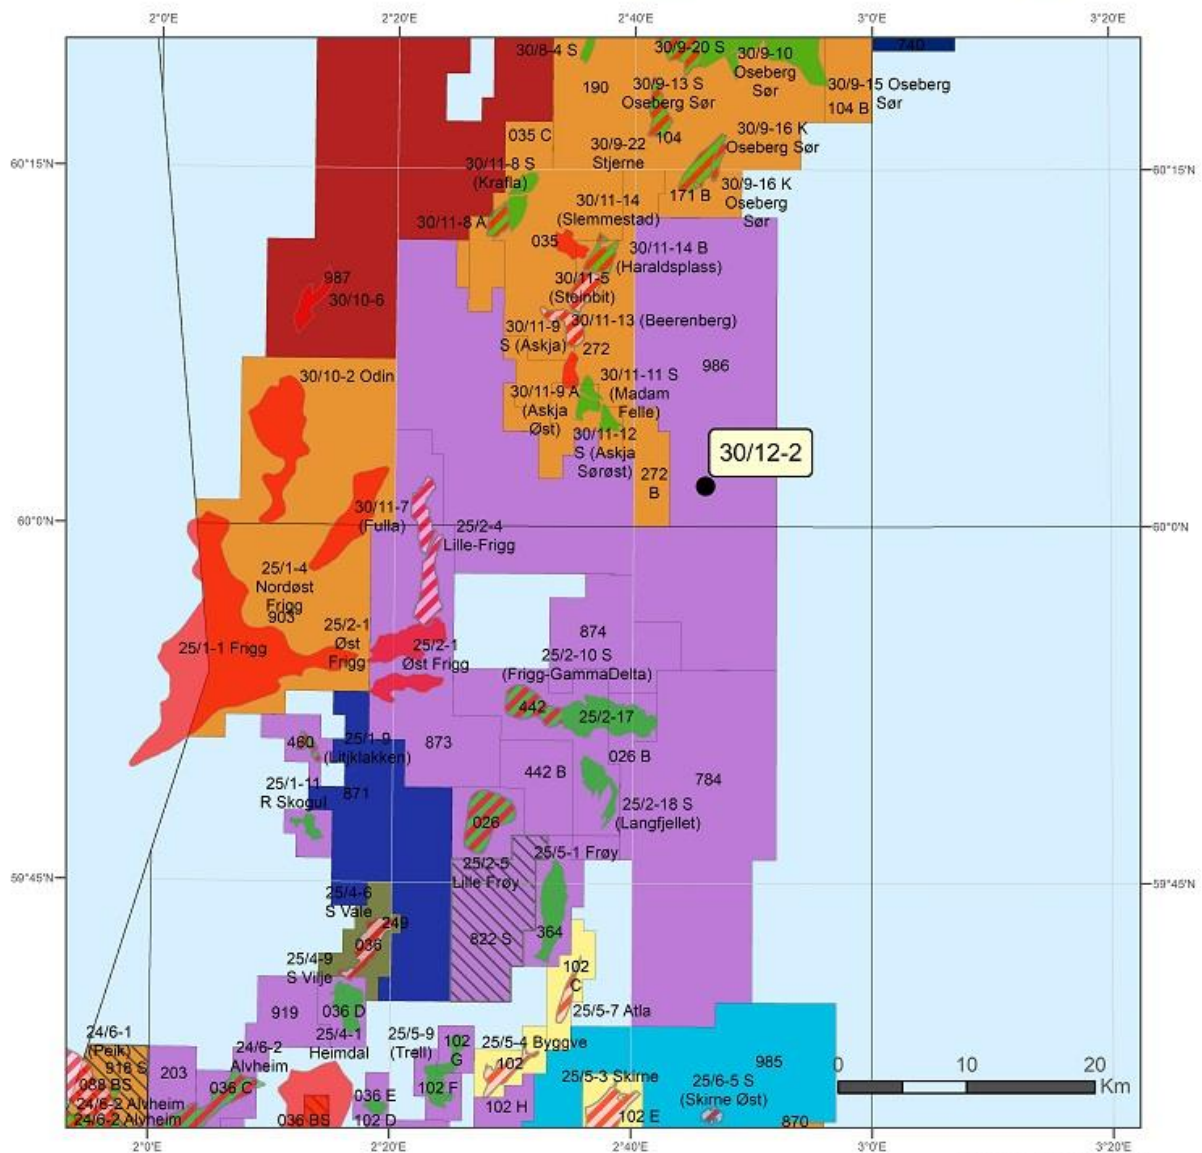 2°0'E
2°20'E
2°40'E
3°0'E
3°20'E
30/8-4 S
30/9-20 S
30/9-10
Oseberg
Sør
740
190
30/9-13 S
Oseberg Sør
30/9-15 Oseberg
Sør
104 B
035 C
104
30/9-16 K
Oseberg Sør
30/9-22
Stjerne
60°15'N
60°15'N
30/11-8 S
(Krafla)
171 B
30/9-16 K
Oseberg
Sør
30/11-14
(Slemmestad)
30/11-8 A
035
30/11-14 B
(Haraldsplass)
987
30/10-6
30/11-5
(Steinbit)
30/11-9
S (Askja)
30/11-13 (Beerenberg)
272
986
30/10-2 Odin
30/11-9 A
(Askja
Øst)
30/11-11 S
(Madam
Felle)
30/11-12
S (Askja
Sørøst)
30/12-2
272
B
60°0'N
60°0'N
30/11-7
(Fulla)
25/2-4
Lille-Frigg
25/1-4
Nordøst
Frigg
903
25/1-1 Frigg
25/2-1
Øst
Frigg
25/2-1
Øst Frigg
874
25/2-10 S
(Frigg-GammaDelta)
442
25/2-17
460
25/1-9
(Litjklakken)
873
442 B
026 B
784
25/1-11
R Skogul
871
026
25/2-18 S
(Langfjellet)
25/5-1 Frøy
25/2-5
Lille Frøy
59°45'N
59°45'N
25/4-6
S Vale
249
036
822 S
364
25/4-9
S Vilje
102
C
919
036 D
25/5-7 Atla
24/6-1
(Peik)
918 S
203
24/6-2
Alvheim
25/4-1
Heimdal
25/5-9
(Trell)
102
G
25/5-4 Byggve
102
985
0
10
20
Km
088 BS
036 C
036 E
102 F
25/5-3 Skirne
25/6-5 S
(Skirne Øst)
24/6-2 Alvheim
24/6-2 Alvheim
036 BS
102 D
102 H
102 E
870
2°0'E
2°20'E
2°40'E
3°0'E
3°20'E